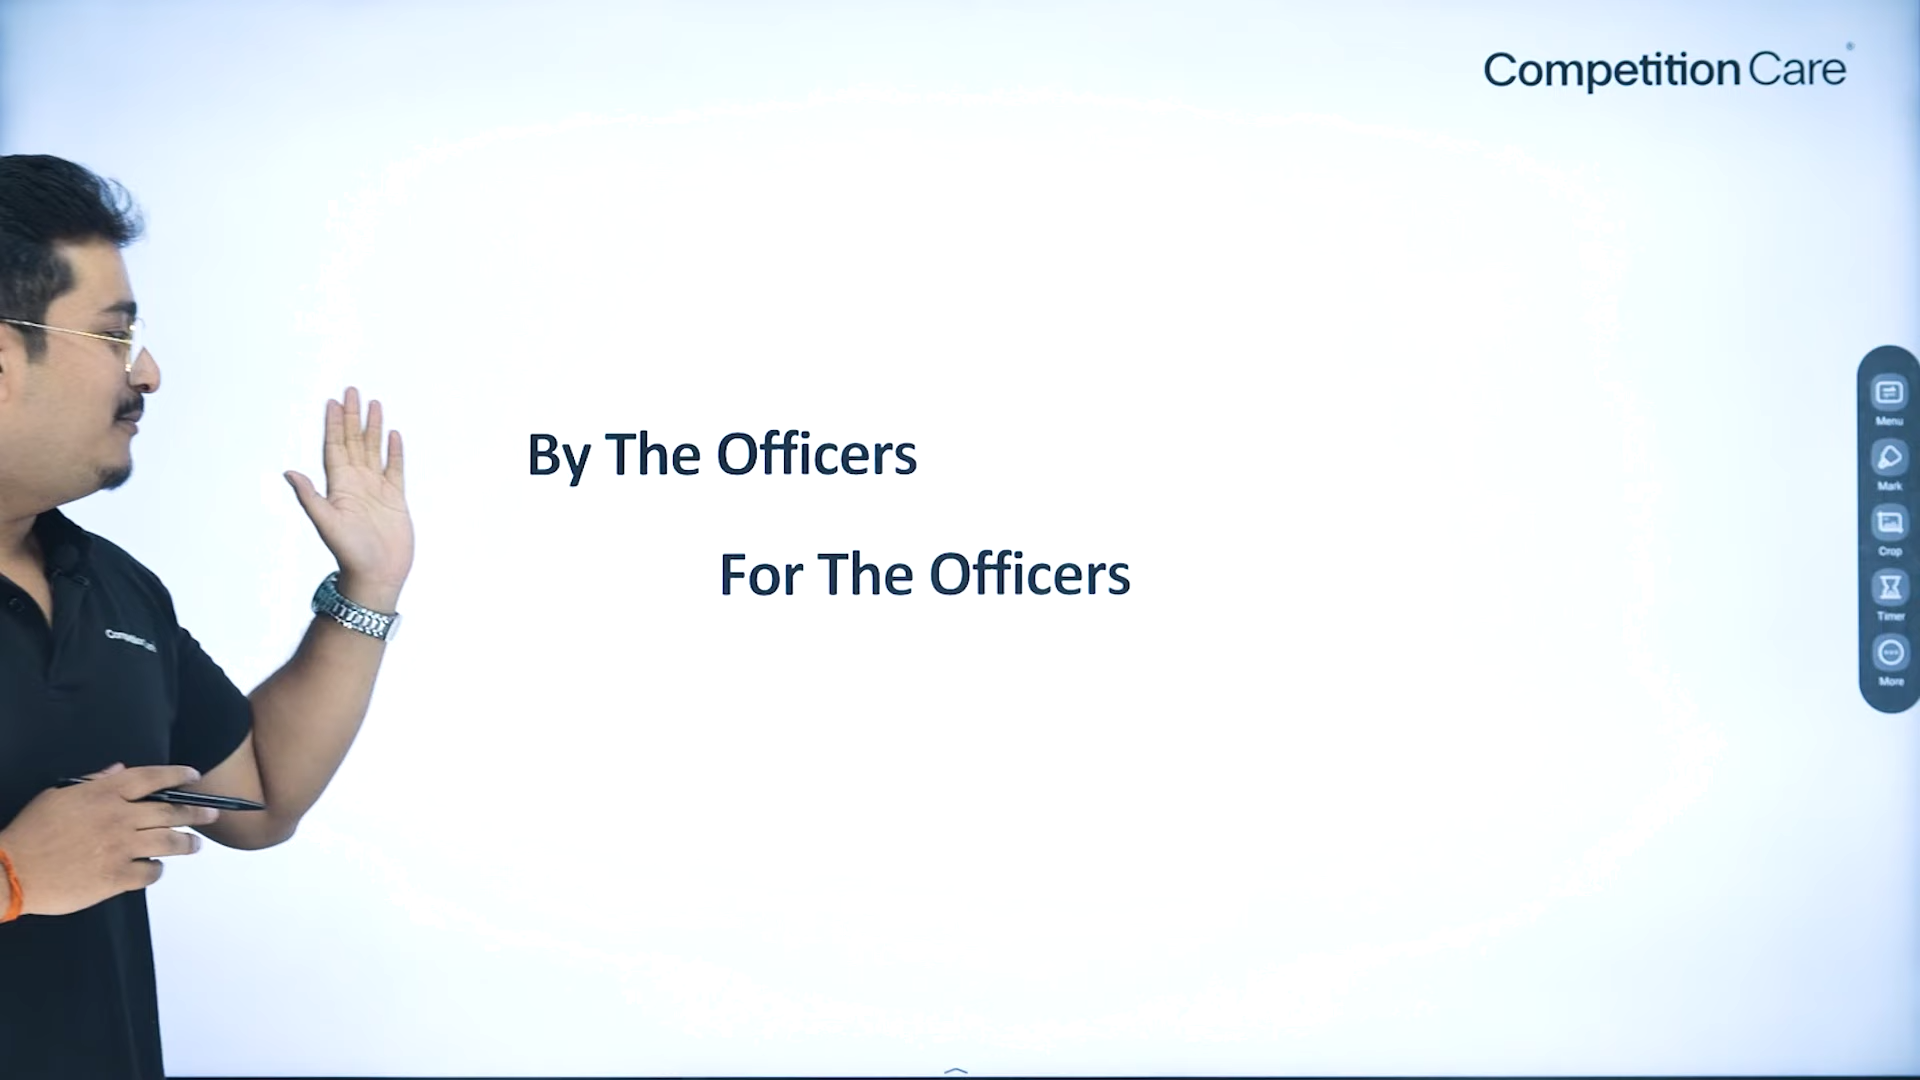 Competition Care
By The Officers
For The Officers
Menu
Mark
Crop
Timer
More